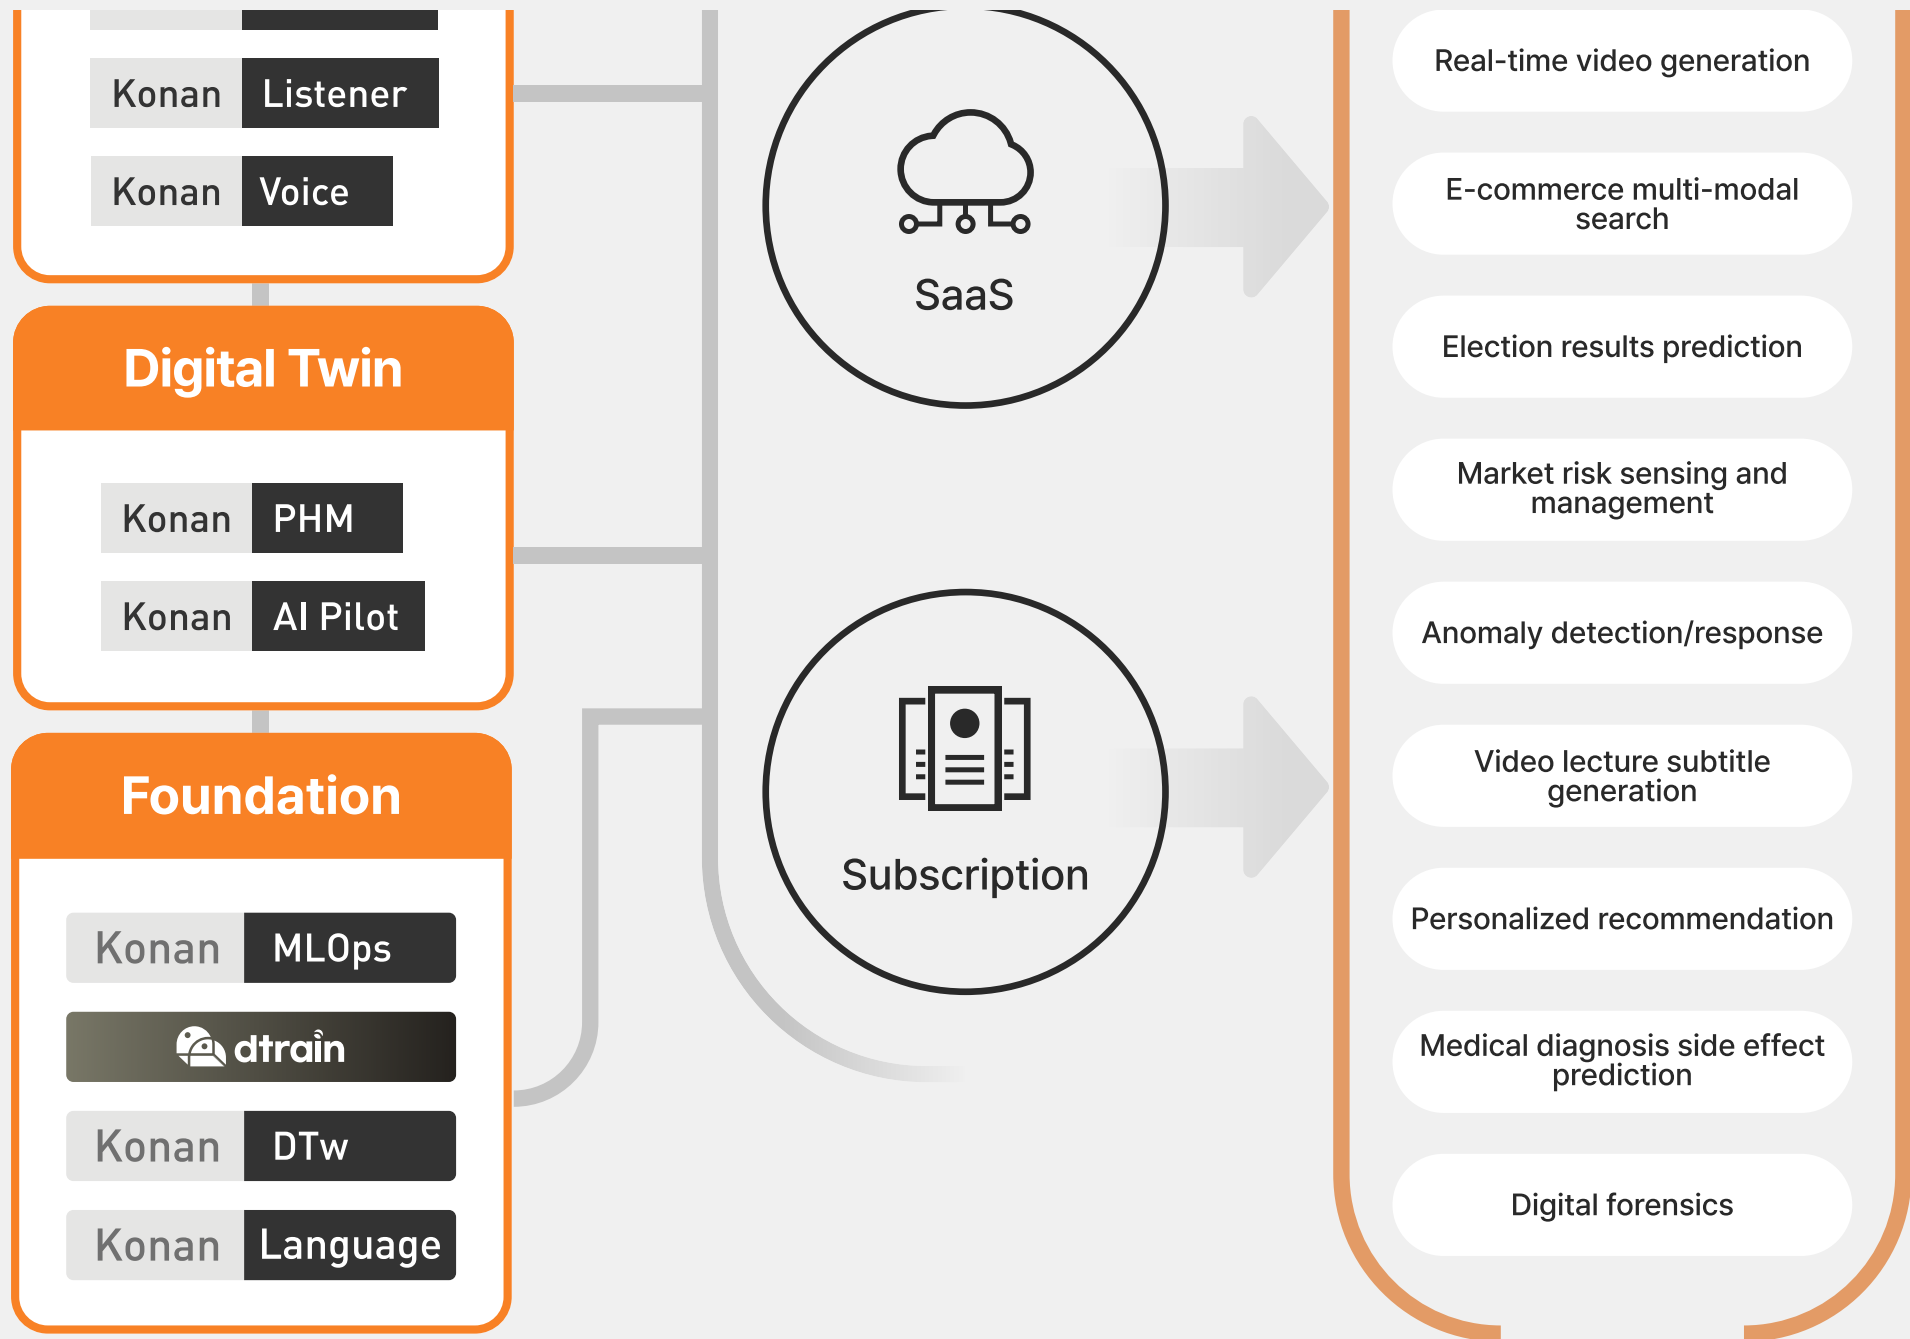 Konan Listener
Konan Voice
Digital Twin
Konan PHM
Konan AI Pilot
Foundation
Konan MLOps
dtrain
Konan DTw
Konan Language
SaaS
Subscription
Real-time video generation
E-commerce multi-modal
search
Election results prediction
Market risk sensing and
management
Anomaly detection/response
Video lecture subtitle
generation
Personalized recommendation
Medical diagnosis side effect
prediction
Digital forensics